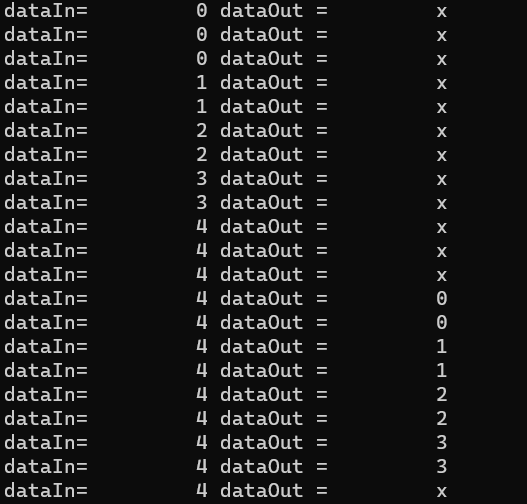 dataIn=         0 dataOut =         x
dataIn=         0 dataOut =         x
dataIn=         0 dataOut =         x
dataIn=         1 dataOut =         x
dataIn=         1 dataOut =         x
dataIn=         2 dataOut =         x
dataIn=         2 dataOut =         x
dataIn=         3 dataOut =         x
dataIn=         3 dataOut =         x
dataIn=         4 dataOut =         x
dataIn=         4 dataOut =         x
dataIn=         4 dataOut =         x
dataIn=         4 dataOut =         0
dataIn=         4 dataOut =         0
dataIn=         4 dataOut =         1
dataIn=         4 dataOut =         1
dataIn=         4 dataOut =         2
dataIn=         4 dataOut =         2
dataIn=         4 dataOut =         3
dataIn=         4 dataOut =         3
dataIn=         4 dataOut =         x